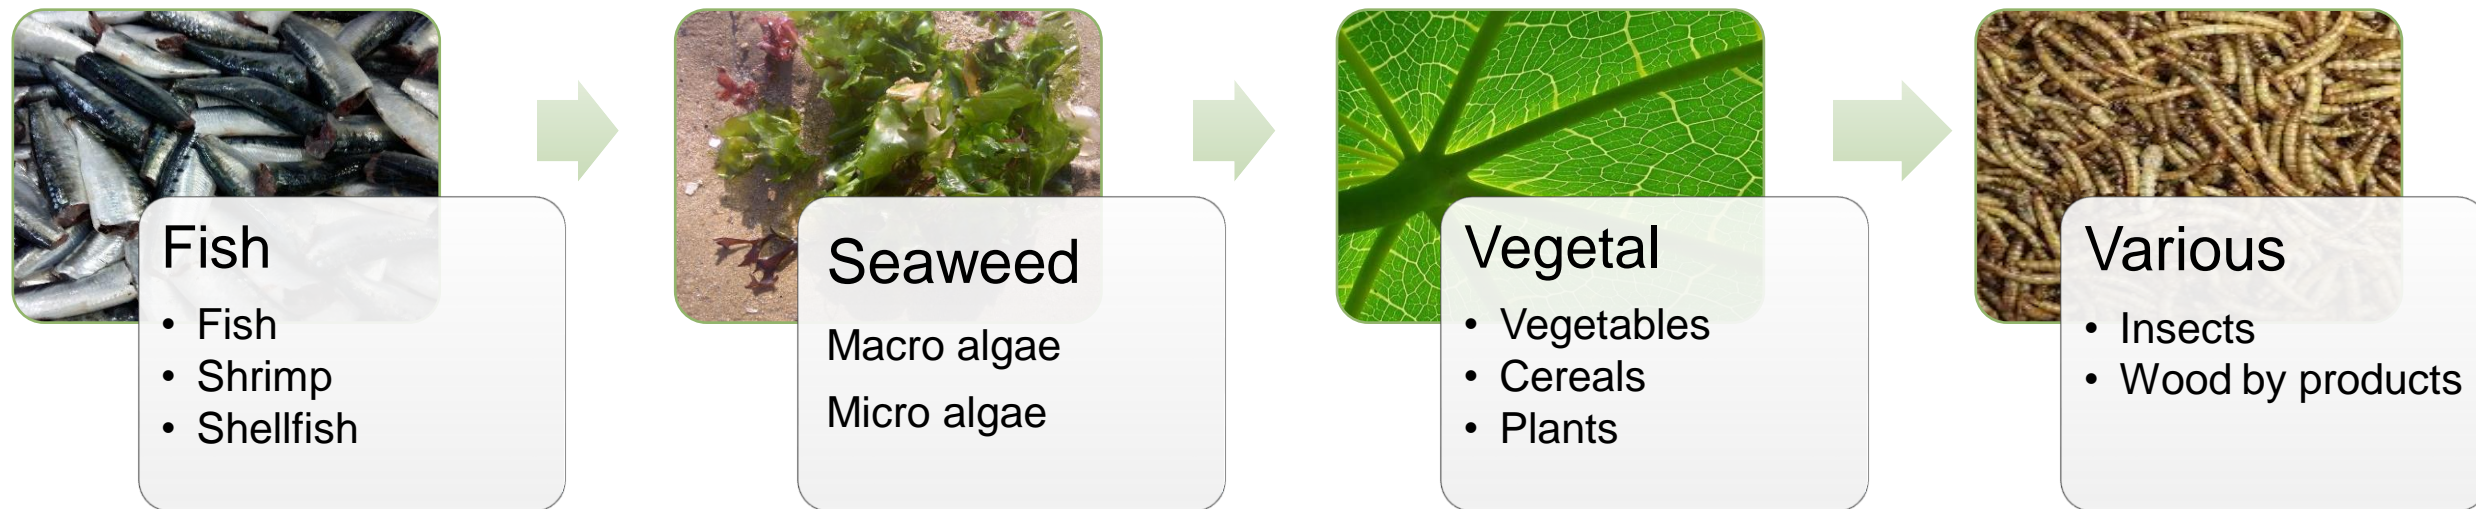 Fish
• Fish
• Shrimp
• Shellfish
Seaweed
Macro algae
Micro algae
Vegetal
• Vegetables
• Cereals
• Plants
Various
• Insects
• Wood by products